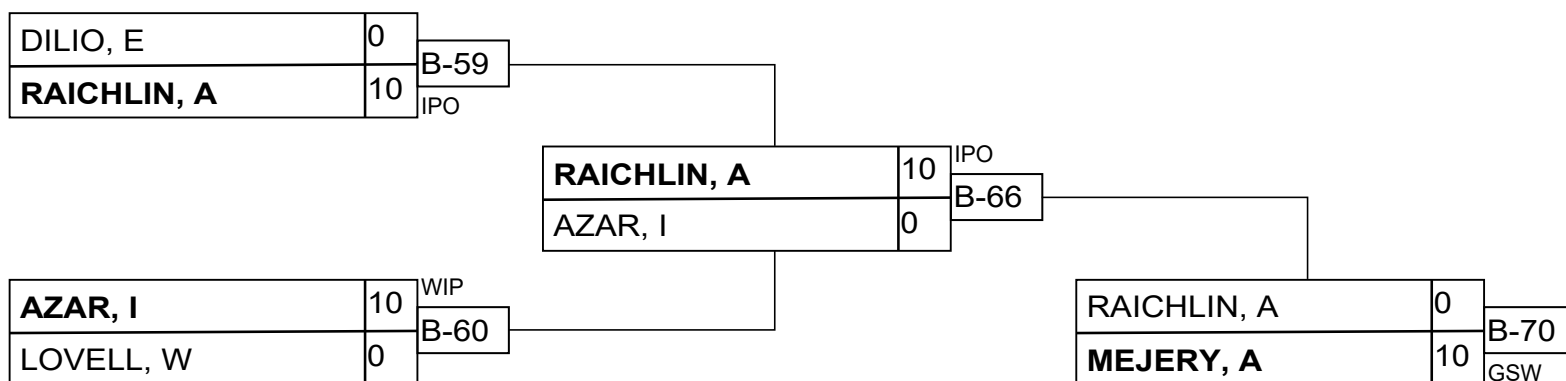 DILIO, E 0
B-59
RAICHLIN, A 10
IPO
RAICHLIN, A 10
IPO
B-66
AZAR, I 0
AZAR, I 10
WIP
B-60
LOVELL, W 0
RAICHLIN, A 0
B-70
MEJERY, A 10
GSW